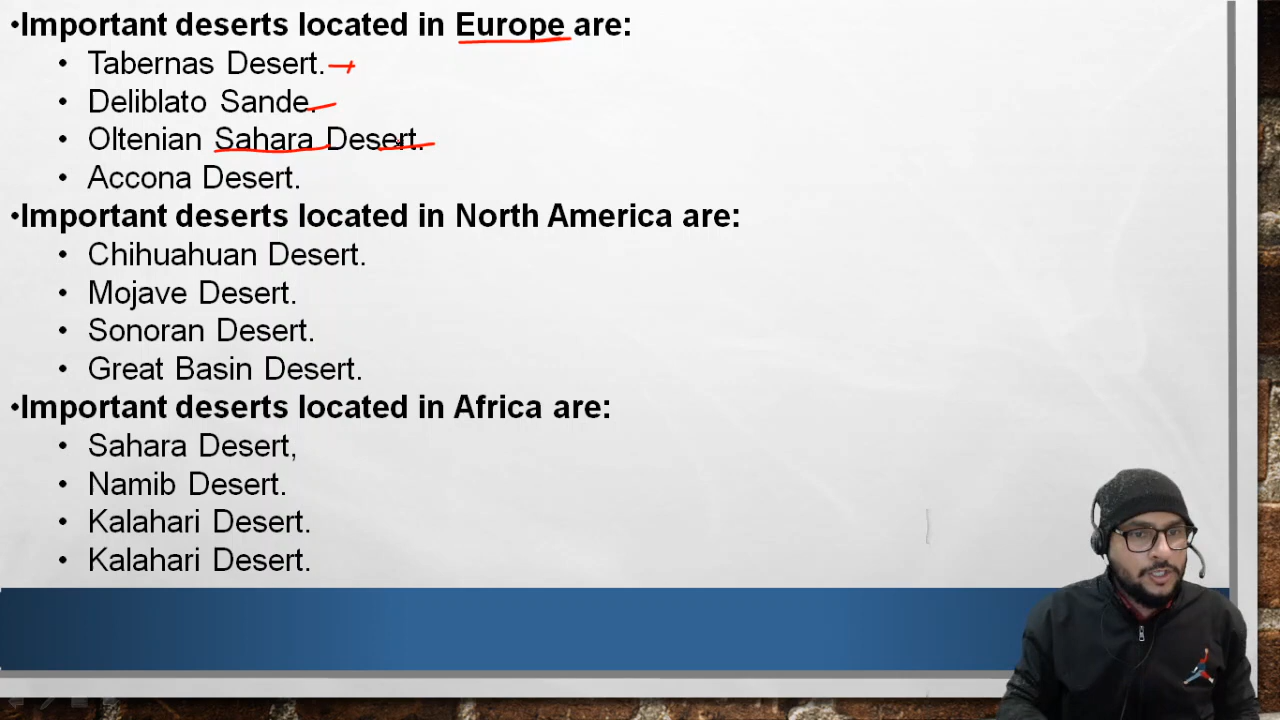 •Important deserts located in Europe are:
• Tabernas Desert.
• Deliblato Sande.
• Oltenian Sahara Desert.
• Accona Desert.
•Important deserts located in North America are:
• Chihuahuan Desert.
• Mojave Desert.
• Sonoran Desert.
• Great Basin Desert.
•Important deserts located in Africa are:
• Sahara Desert,
• Namib Desert.
• Kalahari Desert.
• Kalahari Desert.